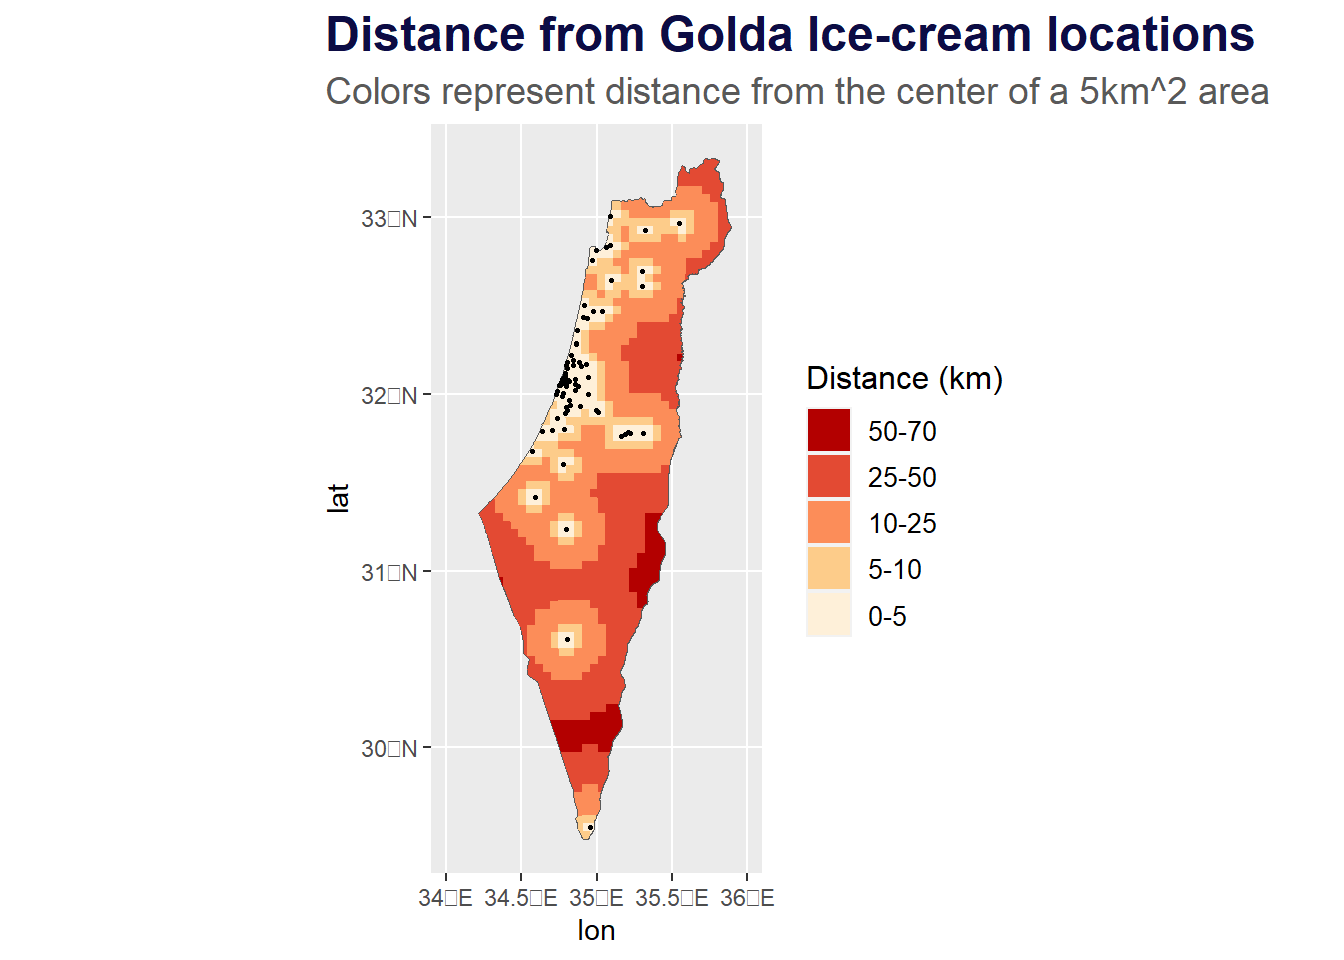 Distance from Golda Ice-cream locations
Colors represent distance from the center of a 5km^2 area
33□N
32□N
31□N
30□N
lat
34□E 34.5□E 35□E 35.5□E 36□E
lon
Distance (km)
50-70
25-50
10-25
5-10
0-5